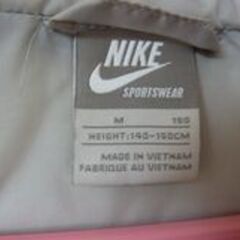 NIKE
SPORTSWEAR
M 150
HEIGHT: 140-150CM
MADE IN VIETNAM
FABRIQUE AU VIETNAM